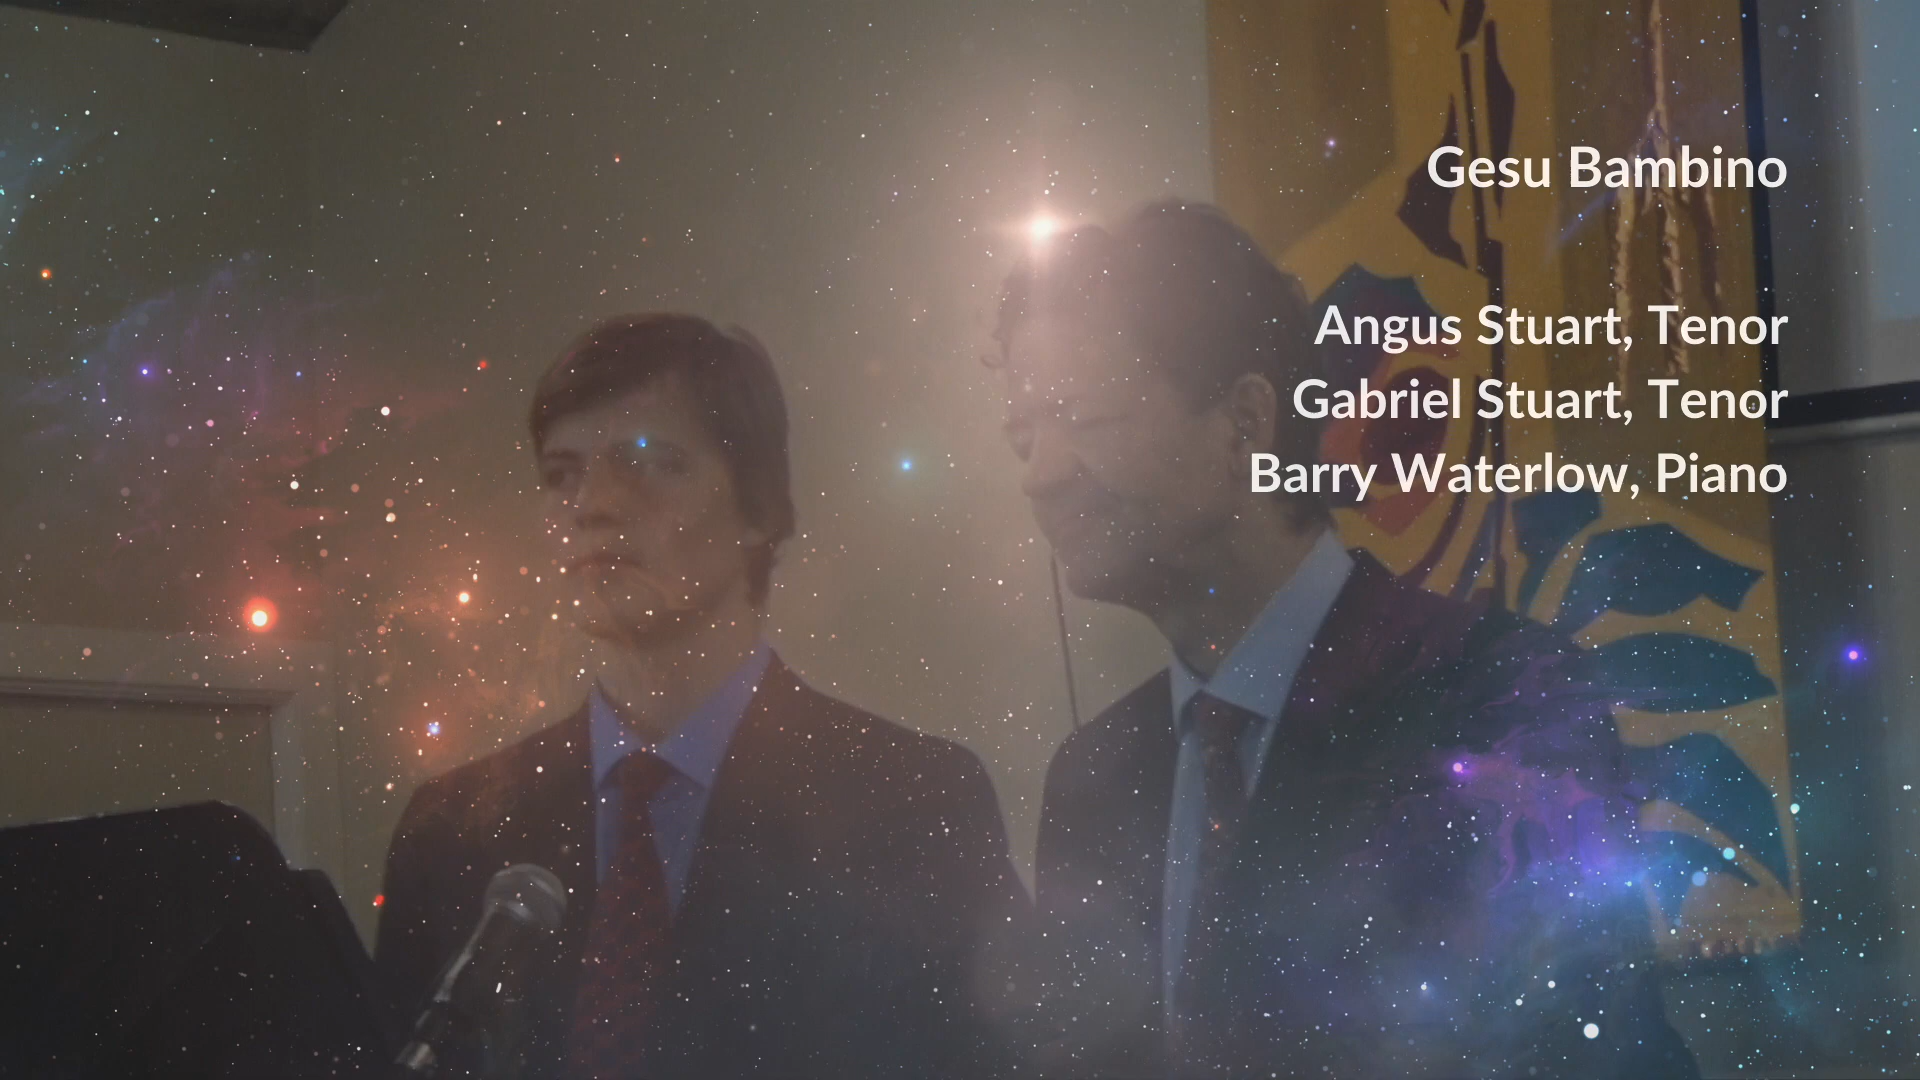 Gesu Bambino
Angus Stuart, Tenor
Gabriel Stuart, Tenor
Barry Waterlow, Piano